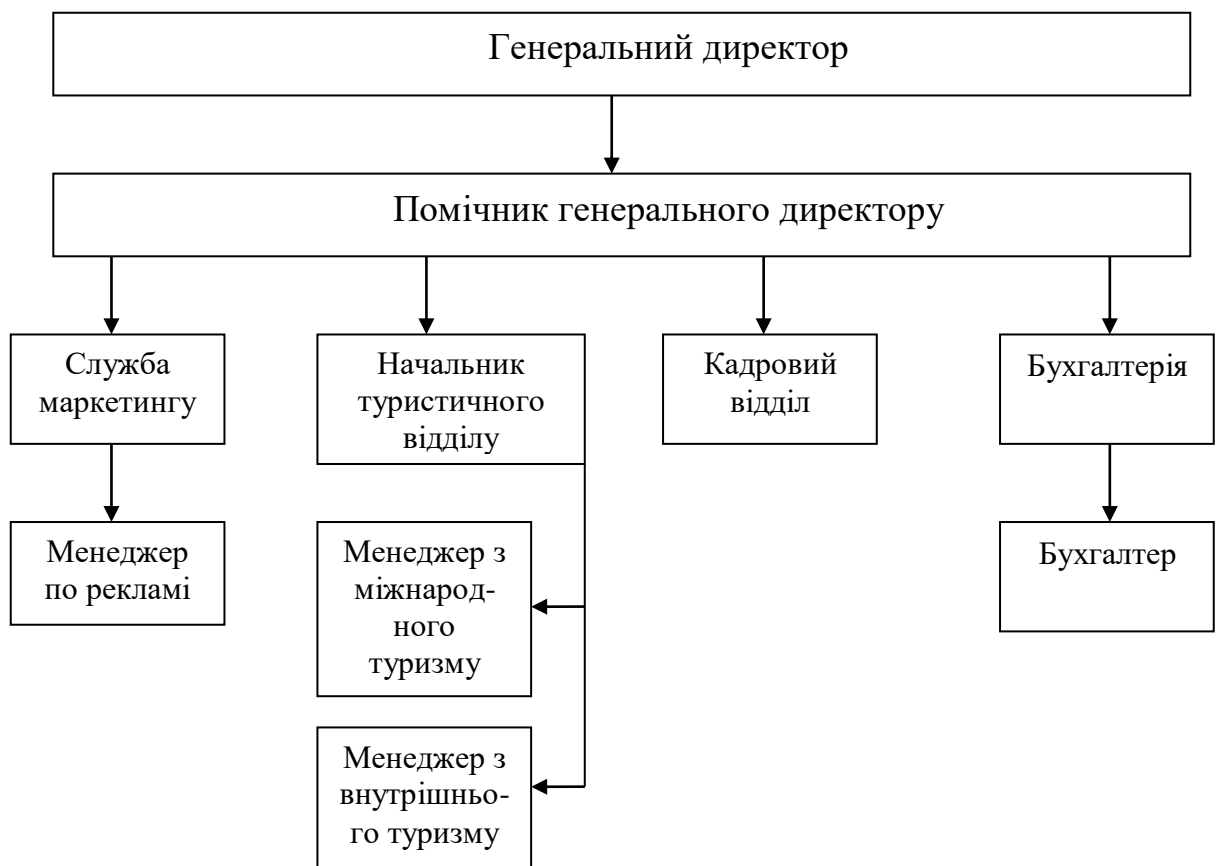 Генеральний директор
Помічник генерального директору
Служба
маркетингу
Начальник
туристичного
відділу
Кадровий
відділ
Бухгалтерія
Менеджер
по рекламі
Менеджер з
міжнарод-
ного
туризму
Бухгалтер
Менеджер з
внутрішньо-
го туризму